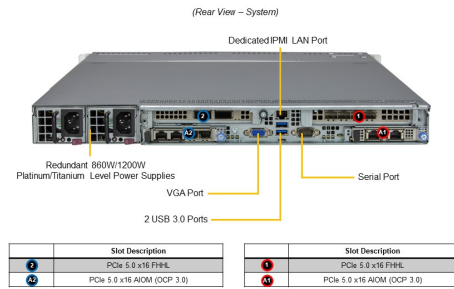 (Rear View – System)
Dedicated IPMI LAN Port
2
1
A2
A1
Redundant 860W/1200W
Platinum/Titanium Level Power Supplies
VGA Port
Serial Port
2 USB 3.0 Ports
Slot Description
2 PCIe 5.0 x16 FHHL
A2 PCIe 5.0 x16 AIOM (OCP 3.0)
Slot Description
1 PCIe 5.0 x16 FHHL
A1 PCIe 5.0 x16 AIOM (OCP 3.0)